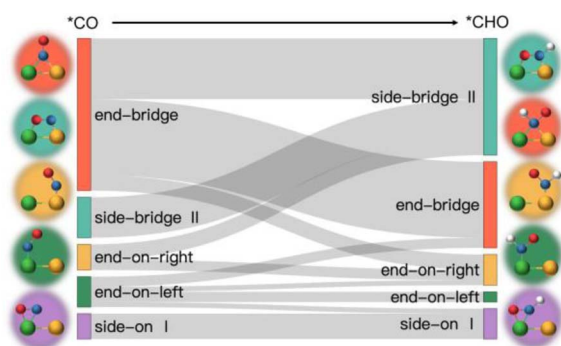 *CO
*CHO
end-bridge
side-bridge II
end-on-right
end-on-left
side-on I
side-bridge II
end-bridge
end-on-right
end-on-left
side-on I